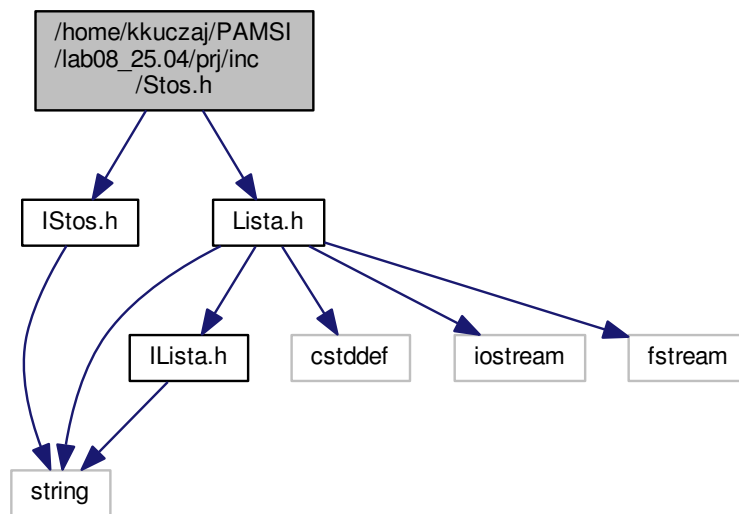 /home/kkuczaj/PAMSI
/lab08_25.04/prj/inc
/Stos.h
IStos.h
Lista.h
ILista.h
cstddef
iostream
fstream
string